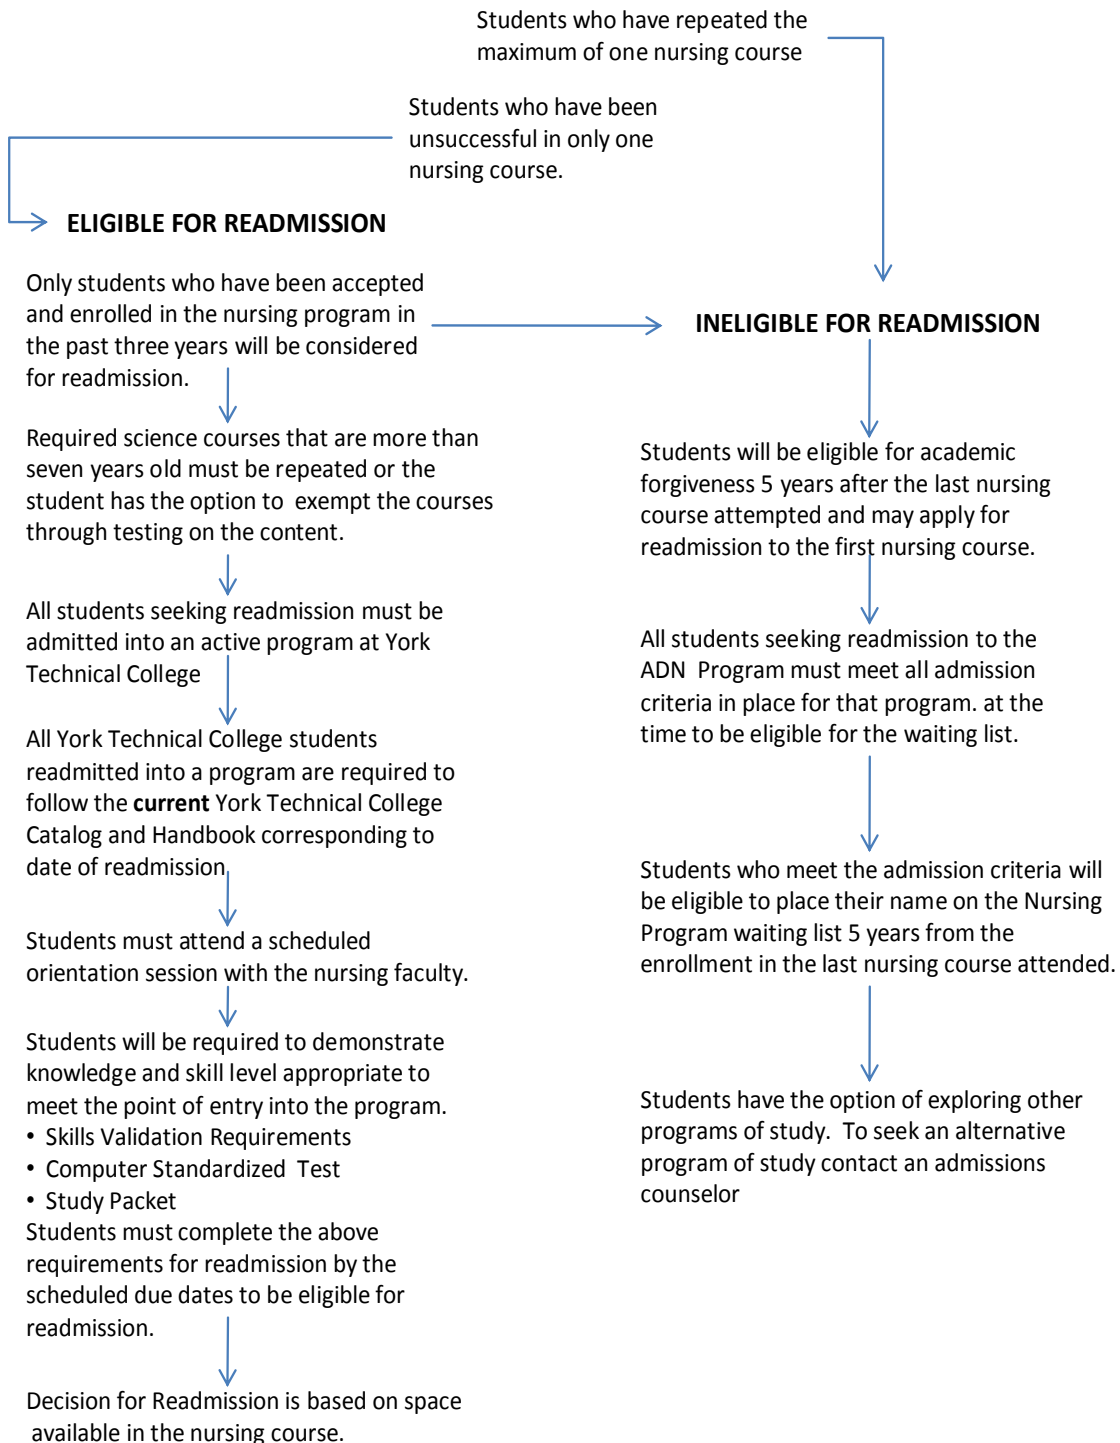 Students who have repeated the
maximum of one nursing course
Students who have been
unsuccessful in only one
nursing course.
ELIGIBLE FOR READMISSION
Only students who have been accepted
and enrolled in the nursing program in
the past three years will be considered
for readmission.
Required science courses that are more than
seven years old must be repeated or the
student has the option to exempt the courses
through testing on the content.
All students seeking readmission must be
admitted into an active program at York
Technical College
All York Technical College students
readmitted into a program are required to
follow the current York Technical College
Catalog and Handbook corresponding to
date of readmission
Students must attend a scheduled
orientation session with the nursing faculty.
Students will be required to demonstrate
knowledge and skill level appropriate to
meet the point of entry into the program.
• Skills Validation Requirements
• Computer Standardized Test
• Study Packet
Students must complete the above
requirements for readmission by the
scheduled due dates to be eligible for
readmission.
Decision for Readmission is based on space
available in the nursing course.
INELIGIBLE FOR READMISSION
Students will be eligible for academic
forgiveness 5 years after the last nursing
course attempted and may apply for
readmission to the first nursing course.
All students seeking readmission to the
ADN Program must meet all admission
criteria in place for that program. at the
time to be eligible for the waiting list.
Students who meet the admission criteria will
be eligible to place their name on the Nursing
Program waiting list 5 years from the
enrollment in the last nursing course attended.
Students have the option of exploring other
programs of study. To seek an alternative
program of study contact an admissions
counselor